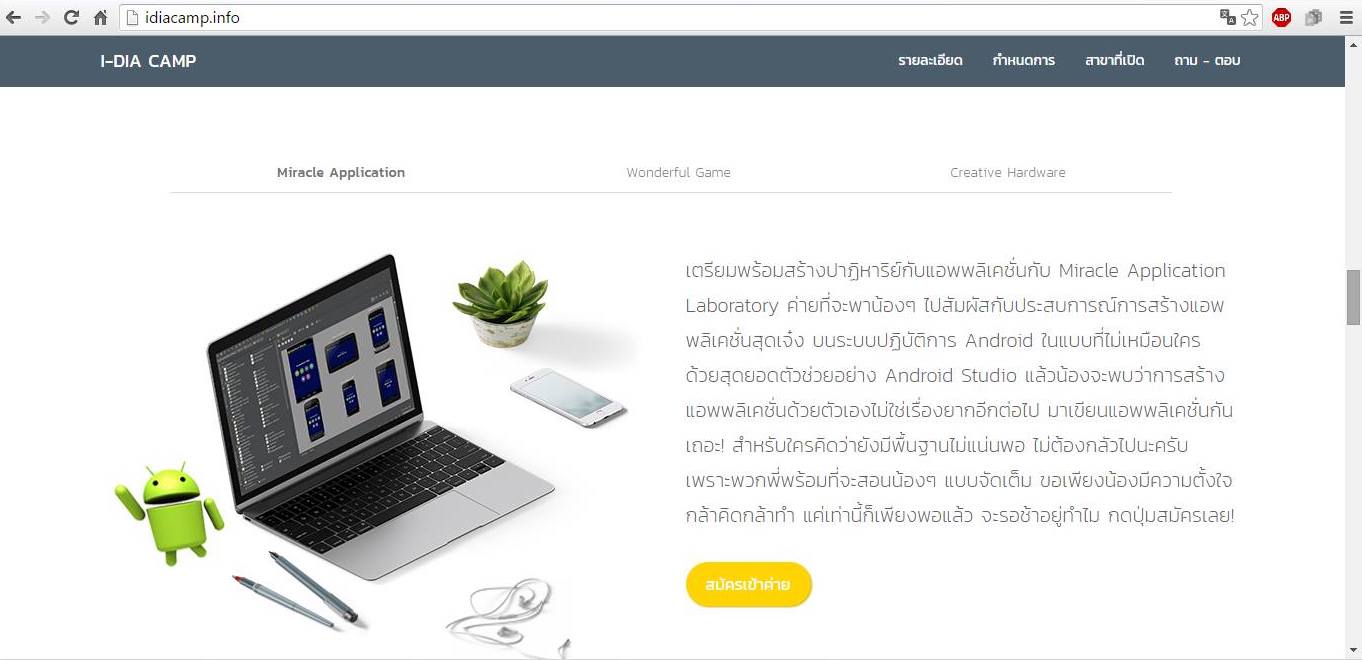 idiacamp.info
ABP
I-DIA CAMP
รายละเอียด
กำหนดการ
สาขาที่เปิด
ถาม - ตอบ
Miracle Application
Wonderful Game
Creative Hardware
เตรียมพร้อมสร้างปาฏิหาริย์กับแอพพลิเคชั่นกับ Miracle Application
Laboratory ค่ายที่จะพาน้องๆ ไปสัมผัสกับประสบการณ์การสร้างแอพ
พลิเคชั่นสุดเจ๋ง บนระบบปฏิบัติการ Android ในแบบที่ไม่เหมือนใคร
ด้วยสุดยอดตัวช่วยอย่าง Android Studio แล้วน้องจะพบว่าการสร้าง
แอพพลิเคชั่นด้วยตัวเองไม่ใช่เรื่องยากอีกต่อไป มาเขียนแอพพลิเคชั่นกัน
เถอะ! สำหรับใครคิดว่ายังมีพื้นฐานไม่แน่นพอ ไม่ต้องกลัวไปนะครับ
เพราะพวกพี่พร้อมที่จะสอนน้องๆ แบบจัดเต็ม ขอเพียงน้องมีความตั้งใจ
กล้าคิดกล้าทำ แค่เท่านี้ก็เพียงพอแล้ว จะรอช้าอยู่ทำไม กดปุ่มสมัครเลย!
สมัครเข้าค่าย